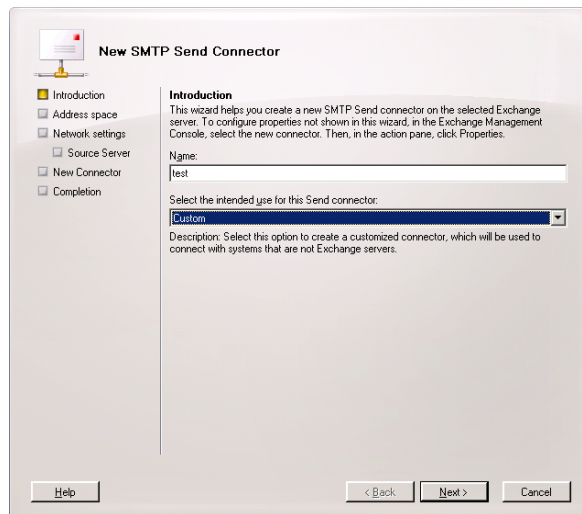 New SMTP Send Connector
Introduction
Address space
Network settings
Source Server
New Connector
Completion
Introduction
This wizard helps you create a new SMTP Send connector on the selected Exchange
server. To configure properties not shown in this wizard, in the Exchange Management
Console, select the new connector. Then, in the action pane, click Properties.
Name:
test
Select the intended use for this Send connector:
Custom
Description: Select this option to create a customized connector, which will be used to
connect with systems that are not Exchange servers.
Help
< Back
Next >
Cancel